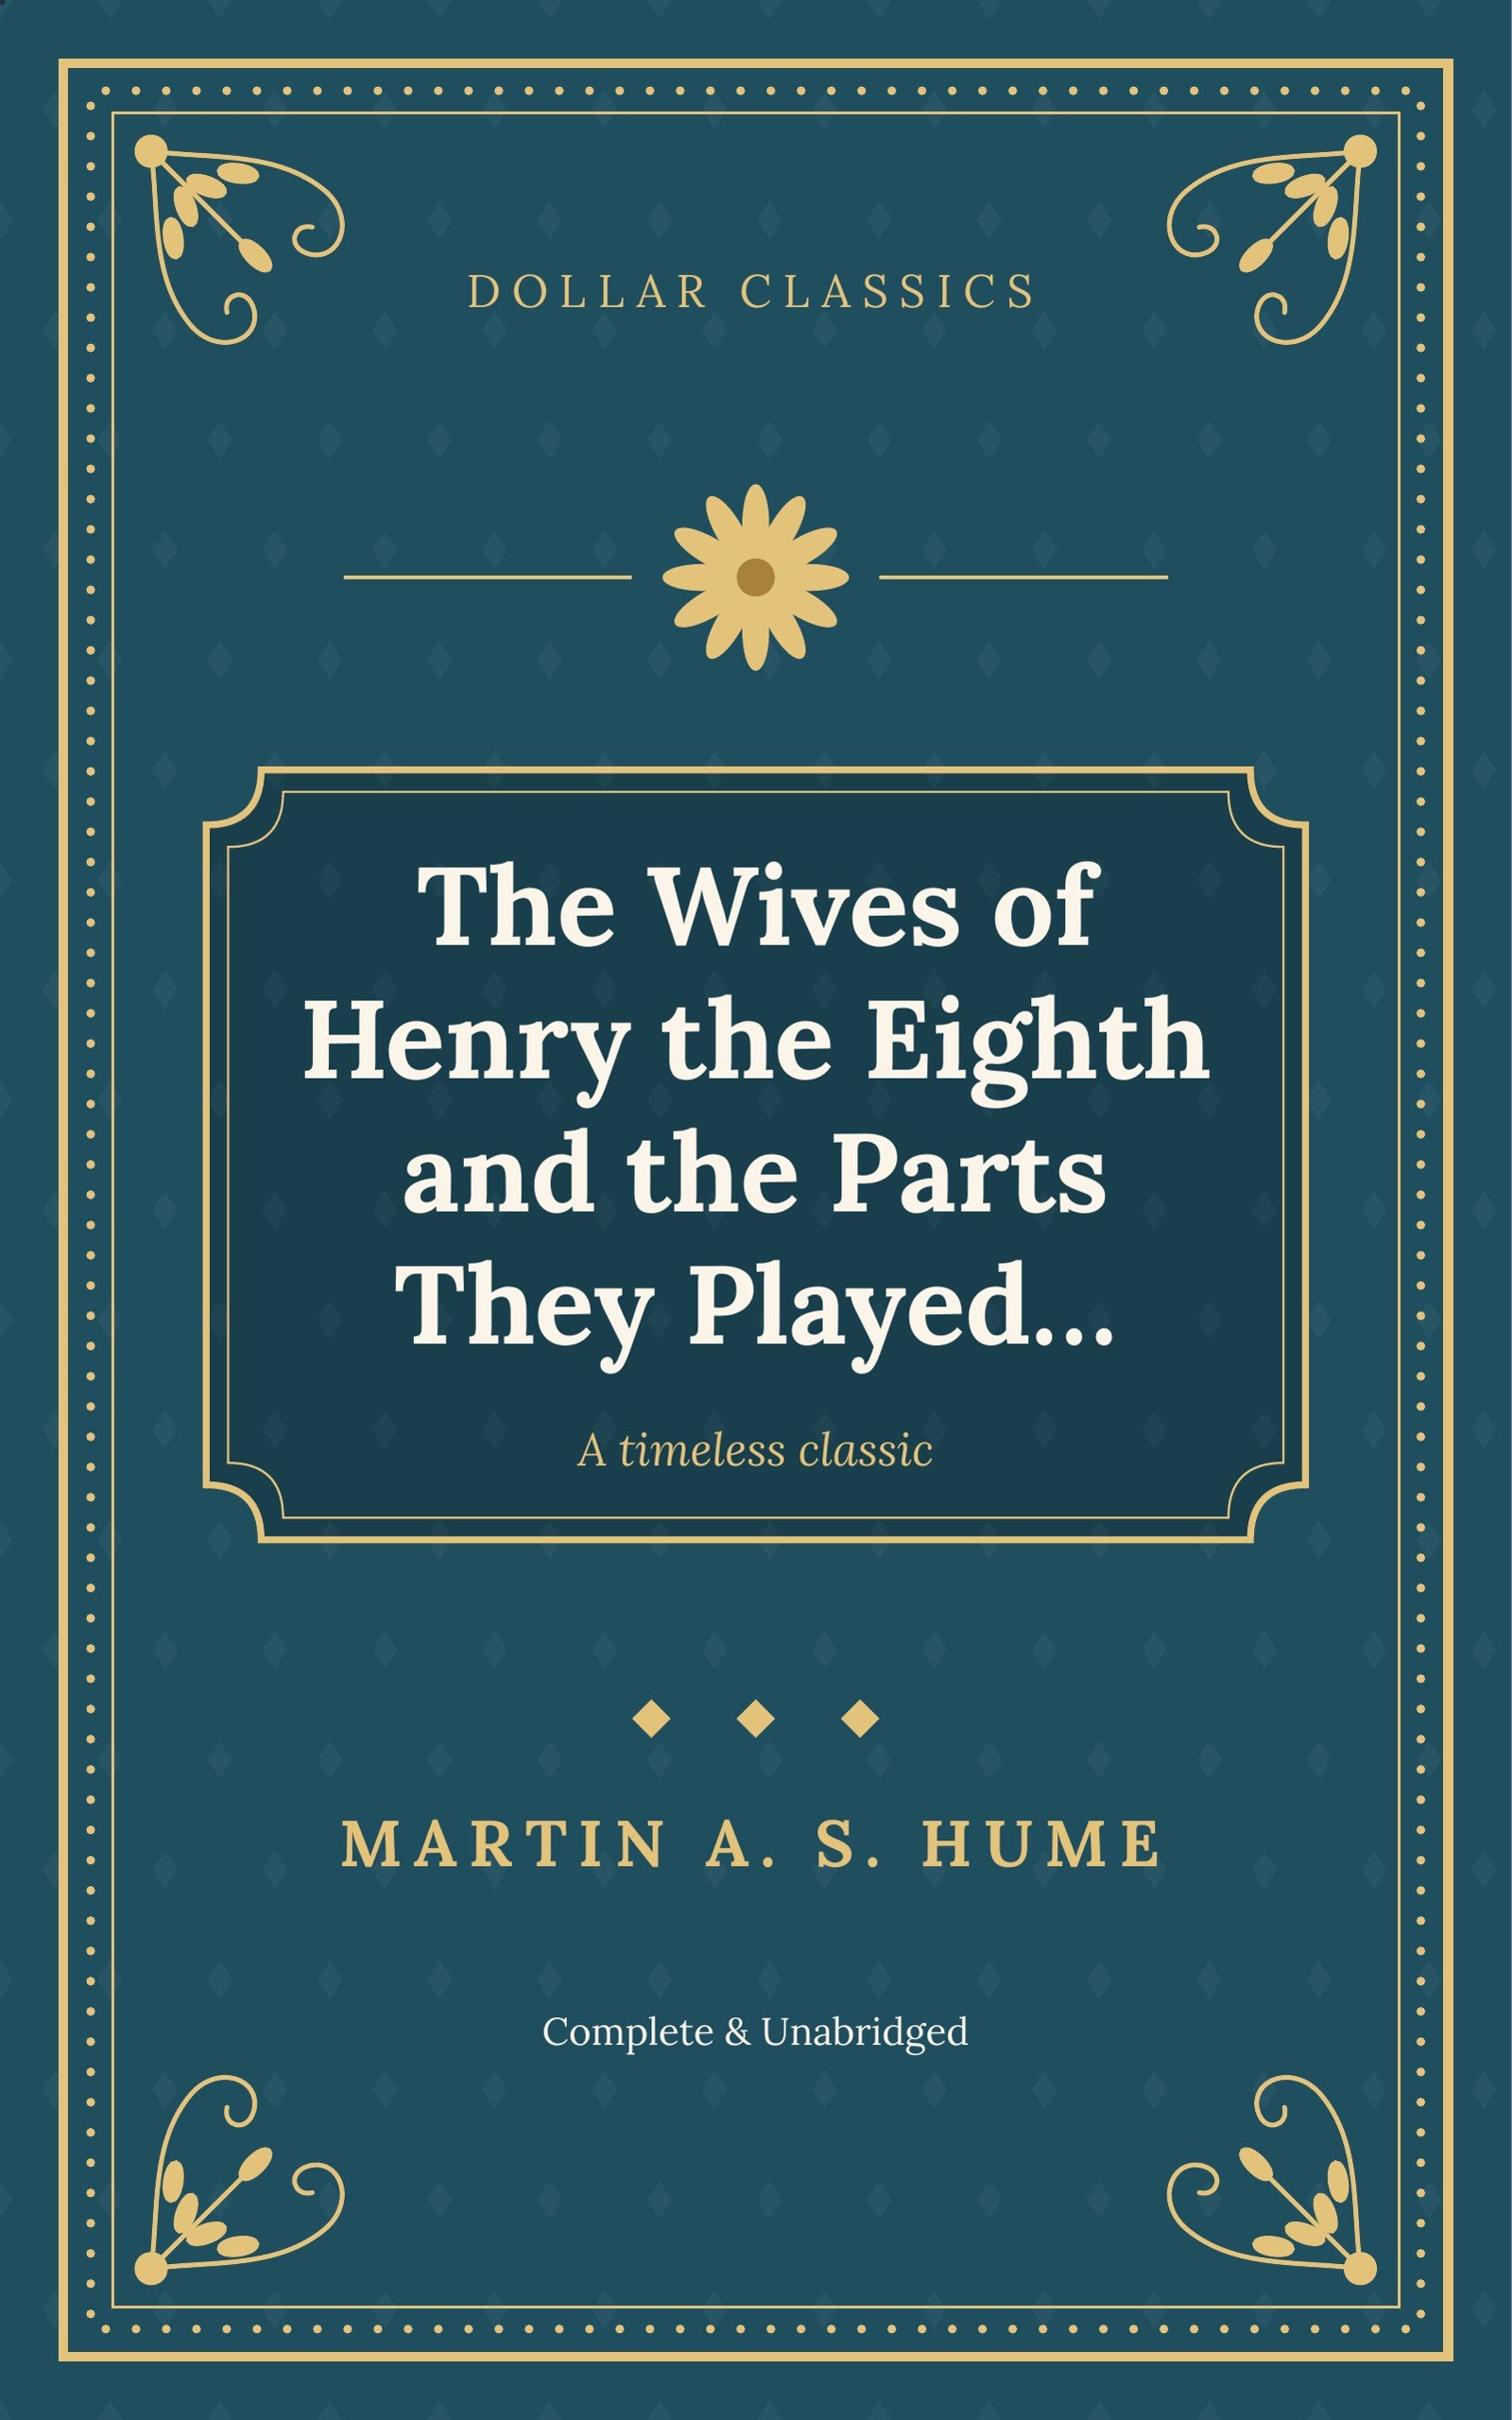 DOLLAR CLASSICS
The Wives of
Henry the Eighth
and the Parts
They Played...
A timeless classic
MARTIN A. S. HUME
Complete & Unabridged